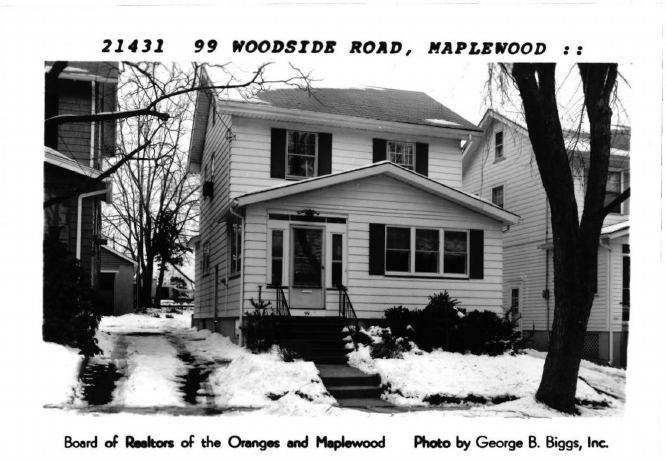 21431 99 WOODSIDE ROAD, MAPLEWOOD ::
Board of Realtors of the Oranges and Maplewood Photo by George B. Biggs, Inc.